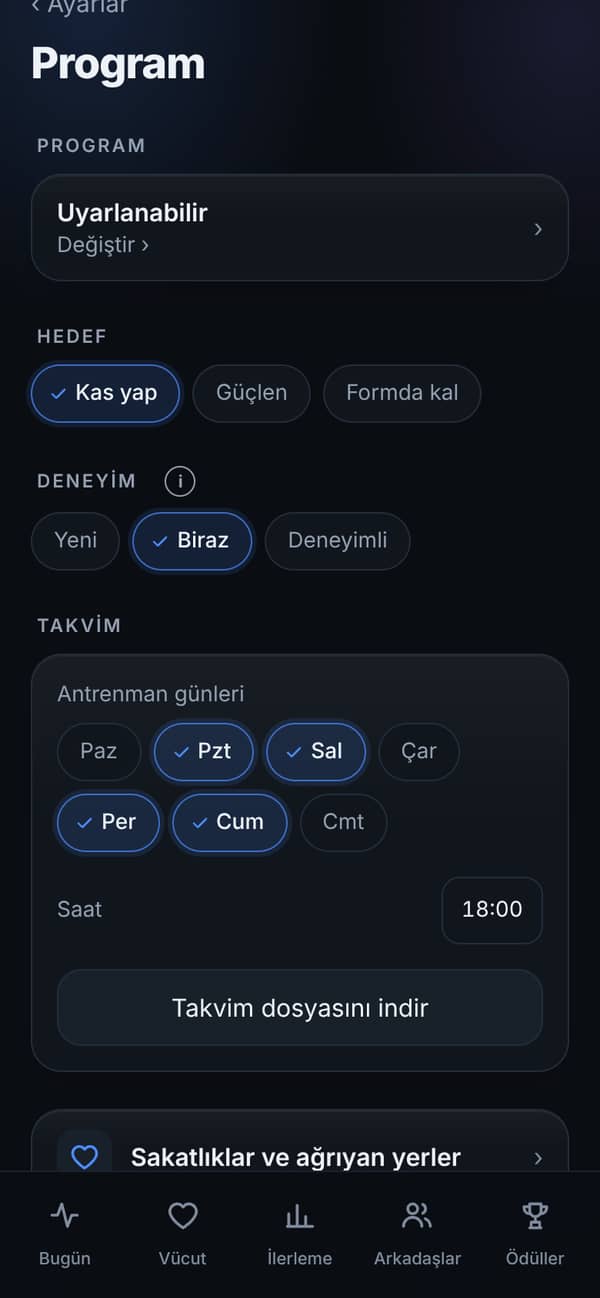 ‹ Ayarlar
Program
PROGRAM
Uyarlanabilir
Değiştir ›
›
HEDEF
✓ Kas yap Güçlen Formda kal
DENEYİM i
Yeni ✓ Biraz Deneyimli
TAKVİM
Antrenman günleri
Paz ✓ Pzt ✓ Sal Çar
✓ Per ✓ Cum Cmt
Saat 18:00
Takvim dosyasını indir
Sakatlıklar ve ağrıyan yerler ›
Bugün Vücut İlerleme Arkadaşlar Ödüller